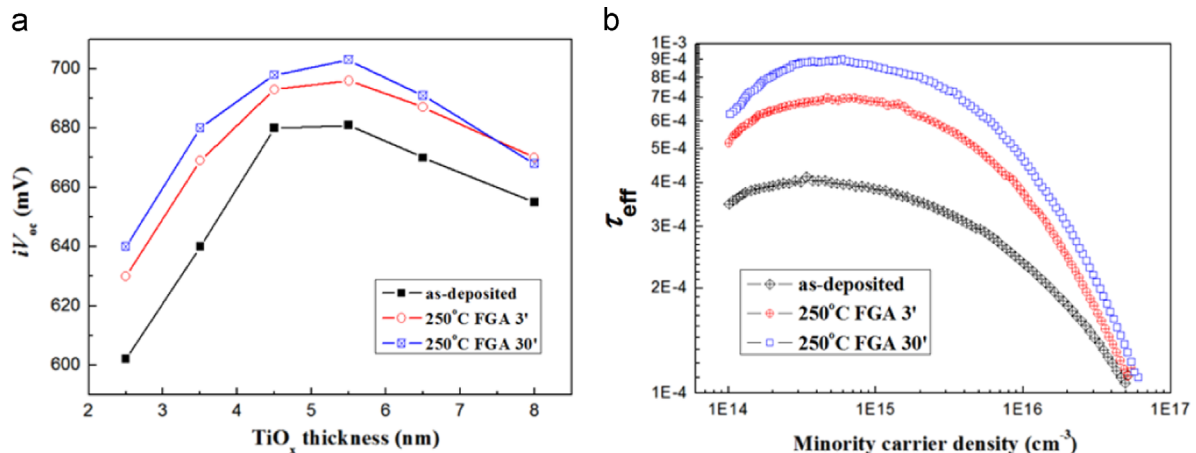 a
700
680
660
640
620
600
iVoc (mV)
2 3 4 5 6 7 8
TiOx thickness (nm)
as-deposited
250°C FGA 3'
250°C FGA 30'
b
1E-3
9E-4
8E-4
7E-4
6E-4
5E-4
4E-4
3E-4
2E-4
1E-4
τeff
1E14 1E15 1E16 1E17
Minority carrier density (cm-3)
as-deposited
250°C FGA 3'
250°C FGA 30'